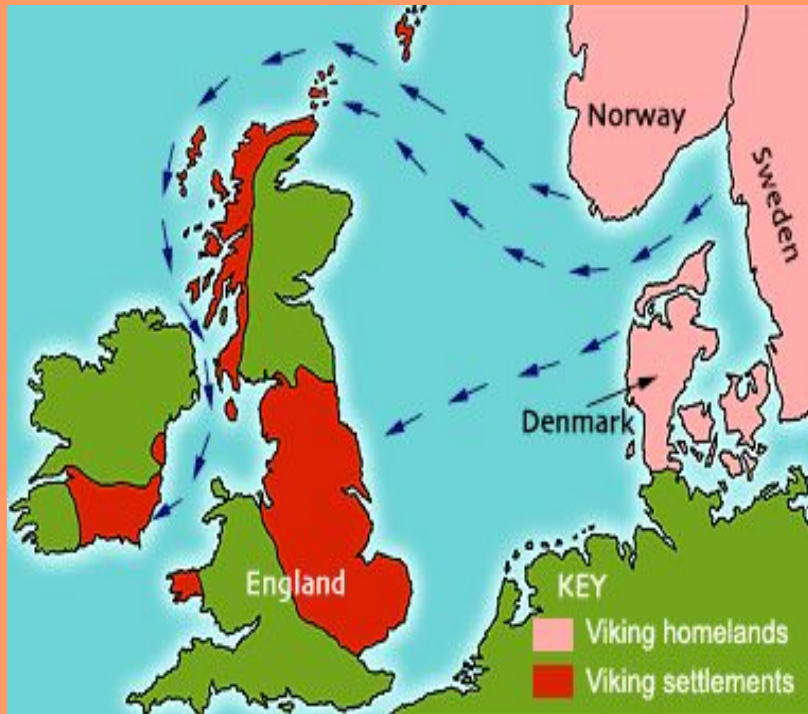 Norway
Sweden
Denmark
England
KEY
Viking homelands
Viking settlements